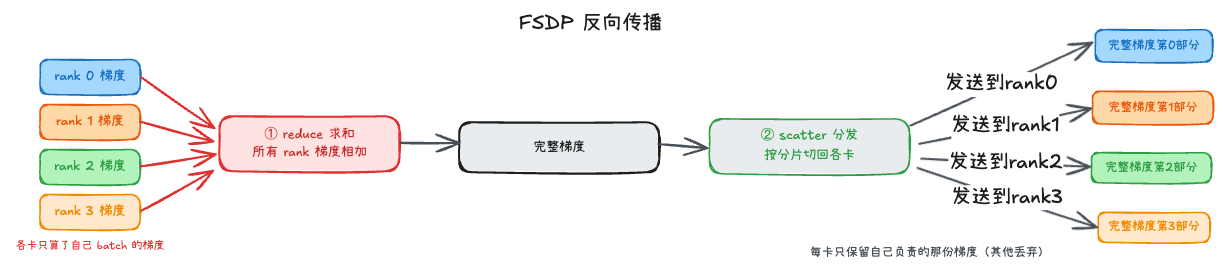 FSDP 反向传播
rank 0 梯度
rank 1 梯度
rank 2 梯度
rank 3 梯度
各卡只算了自己 batch 的梯度
① reduce 求和
所有 rank 梯度相加
完整梯度
② scatter 分发
按分片切回各卡
发送到rank0
发送到rank1
发送到rank2
发送到rank3
完整梯度第0部分
完整梯度第1部分
完整梯度第2部分
完整梯度第3部分
每卡只保留自己负责的那份梯度（其他丢弃）